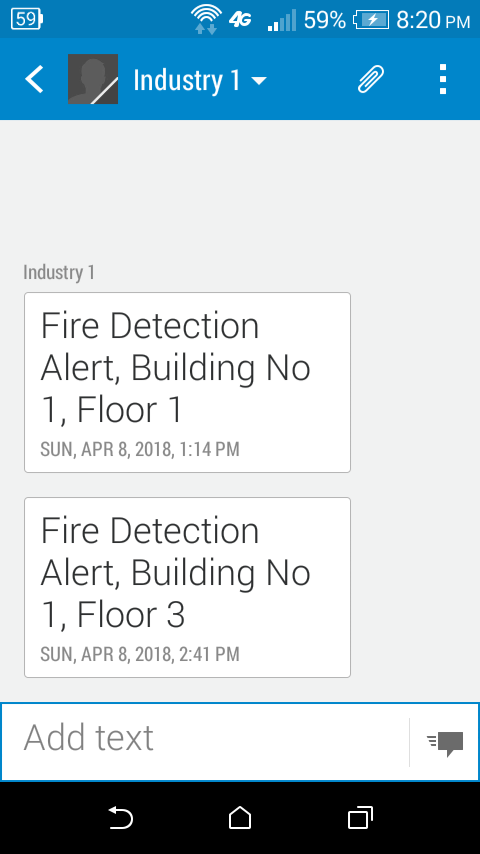 59 4G 59% 8:20 PM
Industry 1
Industry 1
Fire Detection
Alert, Building No
1, Floor 1
SUN, APR 8, 2018, 1:14 PM
Fire Detection
Alert, Building No
1, Floor 3
SUN, APR 8, 2018, 2:41 PM
Add text